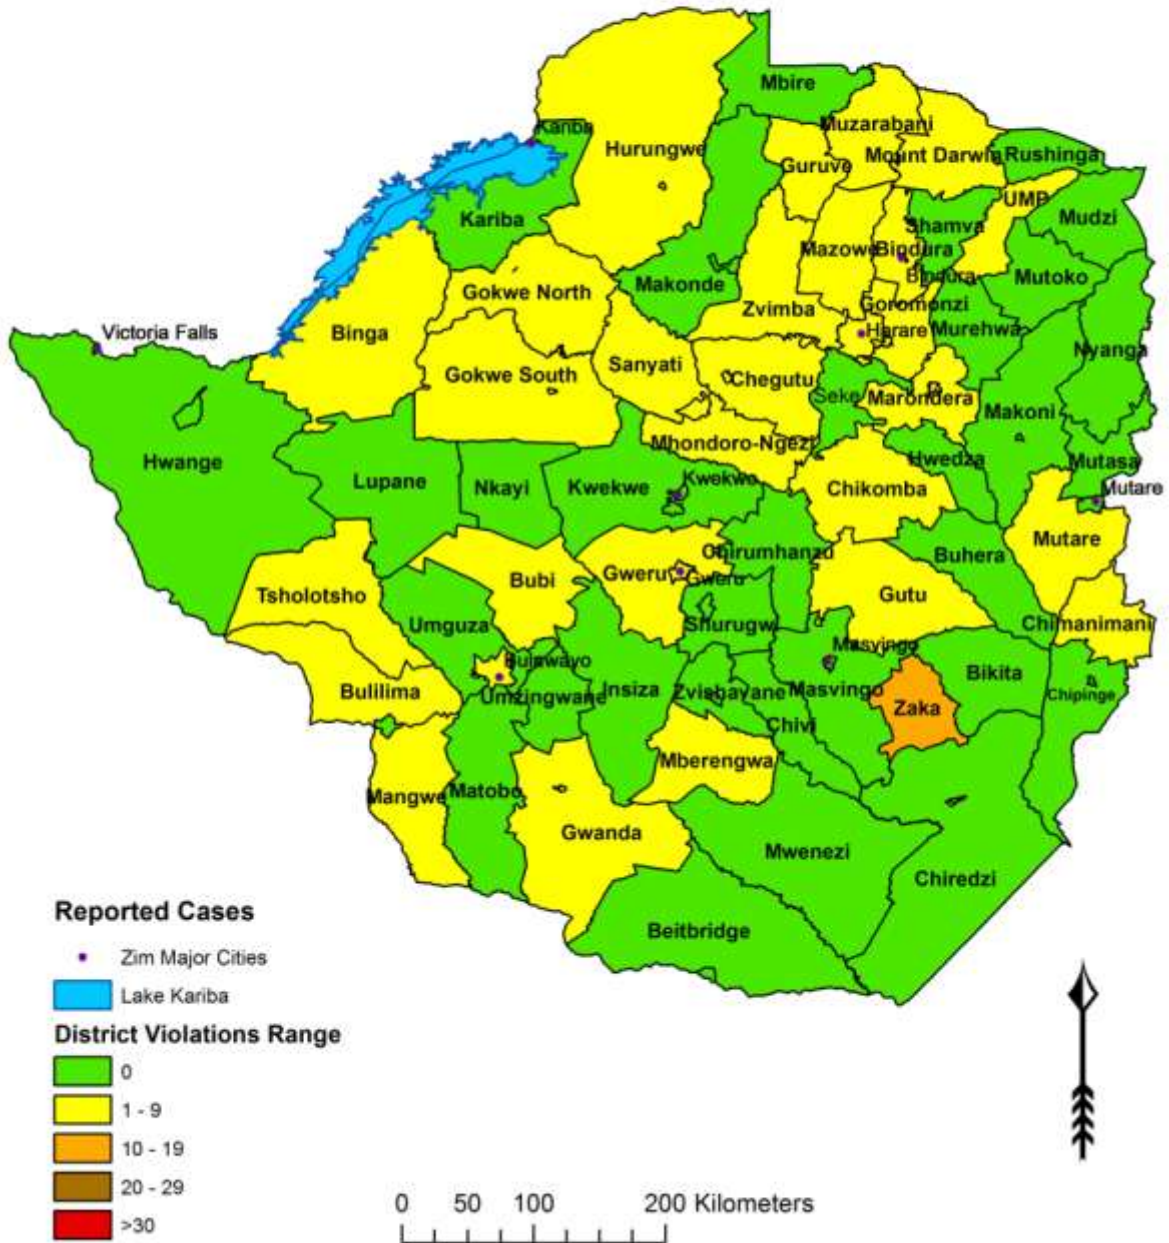 Mbire
Kariba
Muzarabani
Hurungwe
Guruve
Mount Darwin
Rushinga
UMP
Kariba
Shamva
Mudzi
Mazowe
Bindura
Bindura
Makonde
Mutoko
Gokwe North
Zvimba
Goromonzi
Victoria Falls
Binga
Harare
Murehwa
Nyanga
Sanyati
Gokwe South
Chegutu
Seke
Marondera
Makoni
Mhondoro-Ngezi
Hwange
Hwedza
Mutasa
Lupane
Nkayi
Kwekwe
Kwekwe
Chikomba
Mutare
Mutare
Chirumhanzu
Buhera
Bubi
Gweru
Gweru
Tsholotsho
Gutu
Umguza
Shurugwi
Chimanimani
Masvingo
Bulawayo
Bikita
Bulilima
Umzingwane
Insiza
Zvishavane
Masvingo
Zaka
Chipinge
Chivi
Mberengwa
Mangwe
Matobo
Gwanda
Mwenezi
Chiredzi
Beitbridge
Reported Cases
Zim Major Cities
Lake Kariba
District Violations Range
0
1 - 9
10 - 19
20 - 29
>30
0 50 100 200 Kilometers